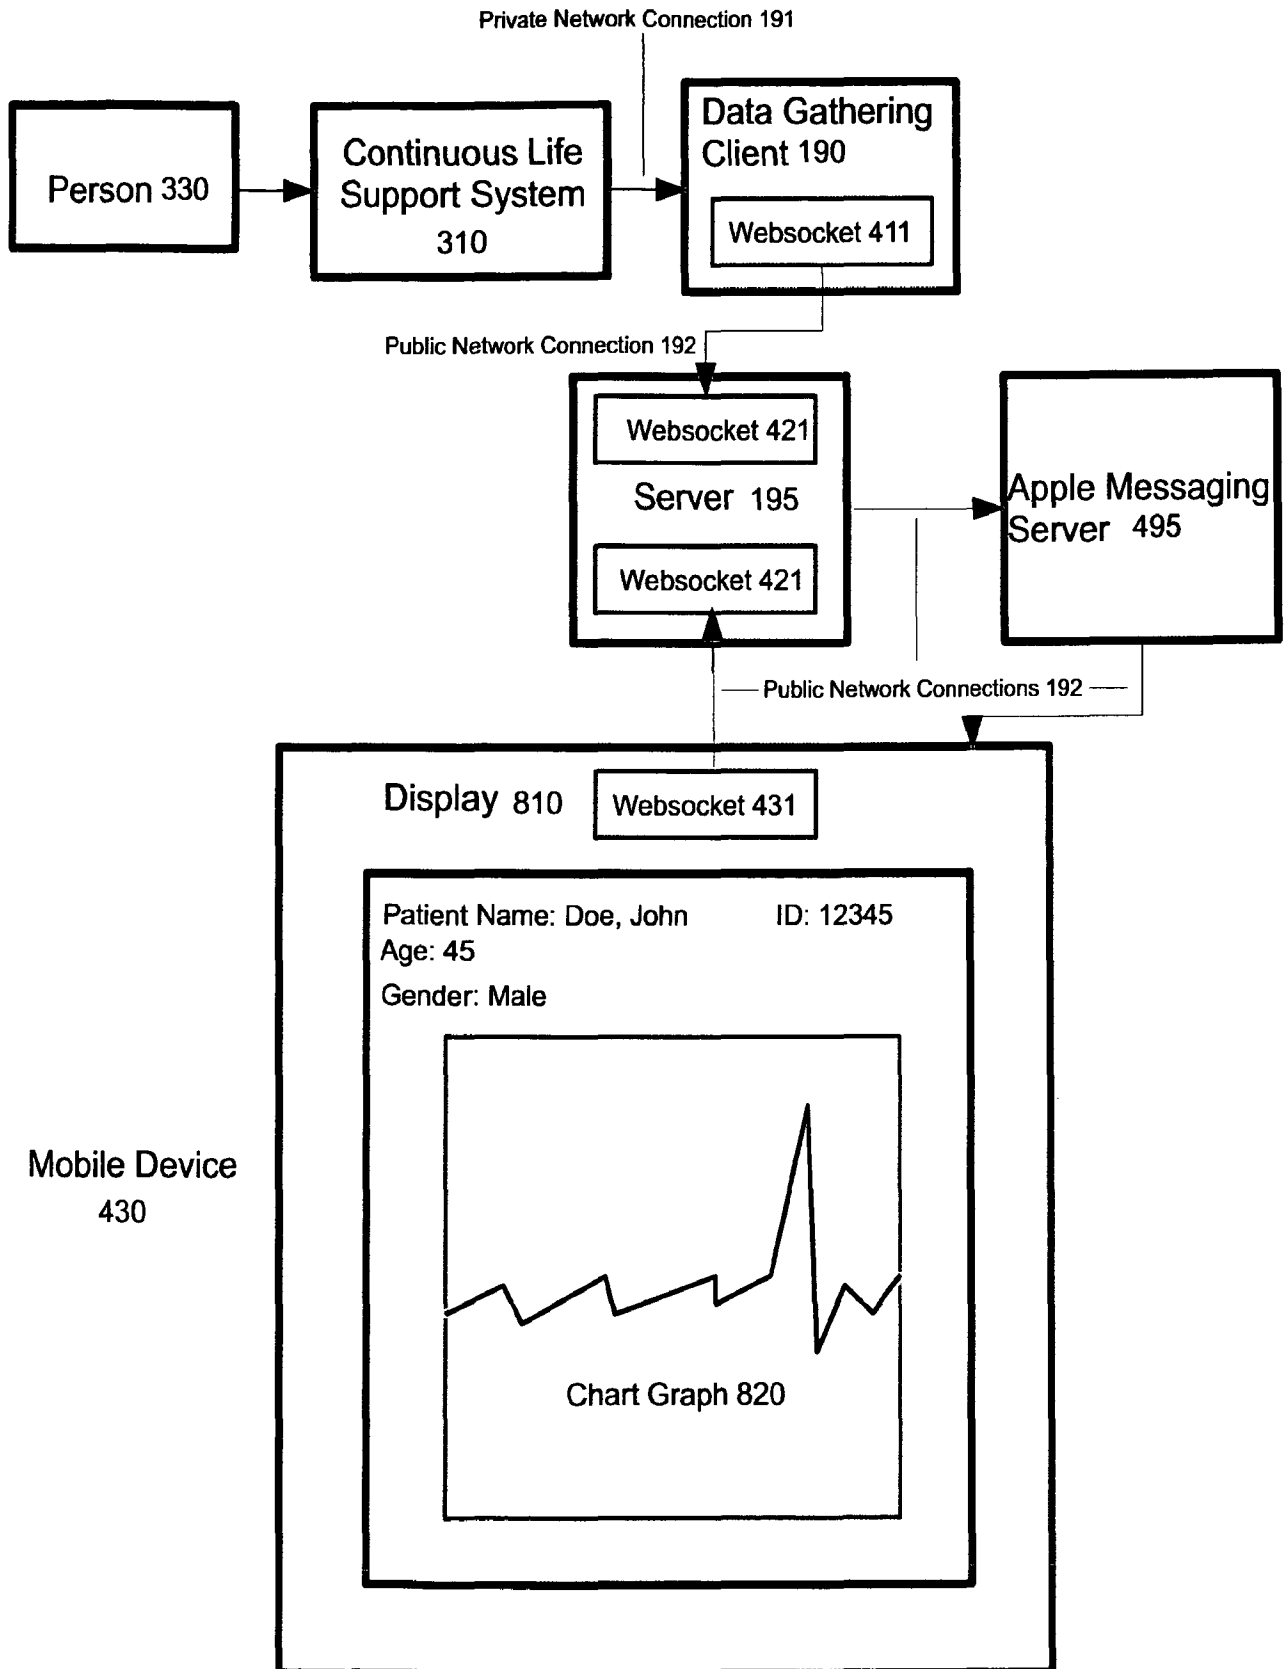 Private Network Connection 191
Person 330
Continuous Life
Support System
310
Data Gathering
Client 190
Websocket 411
Public Network Connection 192
Websocket 421
Server 195
Websocket 421
Apple Messaging
Server 495
Public Network Connections 192
Display 810
Websocket 431
Patient Name: Doe, John ID: 12345
Age: 45
Gender: Male
Mobile Device
430
Chart Graph 820